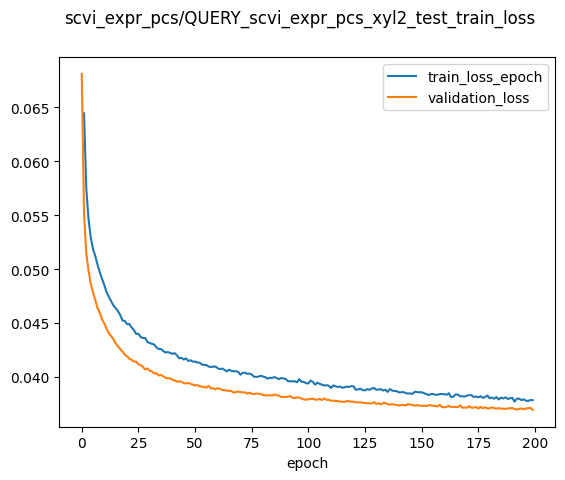 scvi_expr_pcs/QUERY_scvi_expr_pcs_xyl2_test_train_loss
train_loss_epoch
validation_loss
0.065
0.060
0.055
0.050
0.045
0.040
0 25 50 75 100 125 150 175 200
epoch